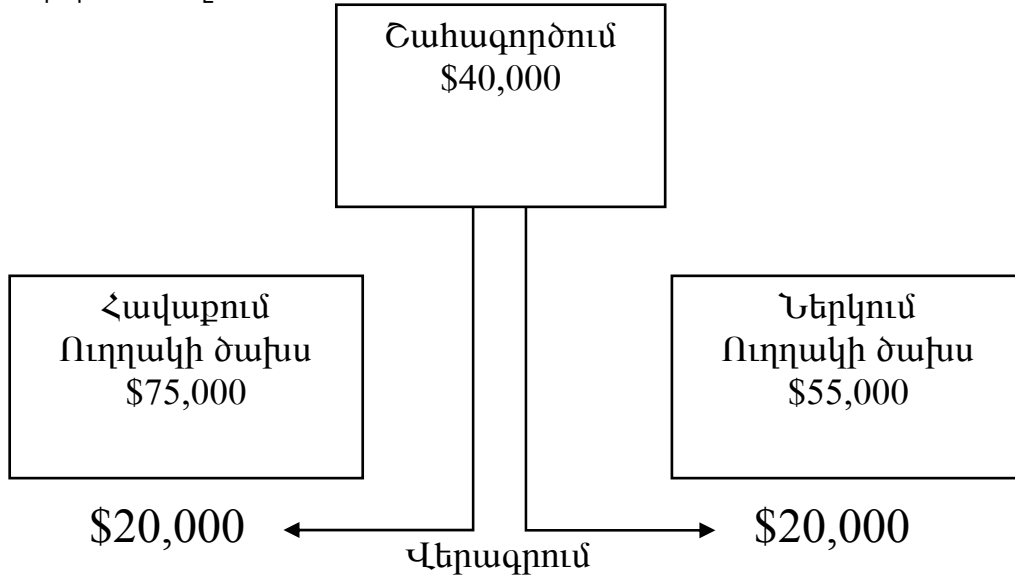 Շահագործում
$40,000
Հավաքում
Ուղղակի ծախս
$75,000
Ներկում
Ուղղակի ծախս
$55,000
$20,000
$20,000
Վերագրում